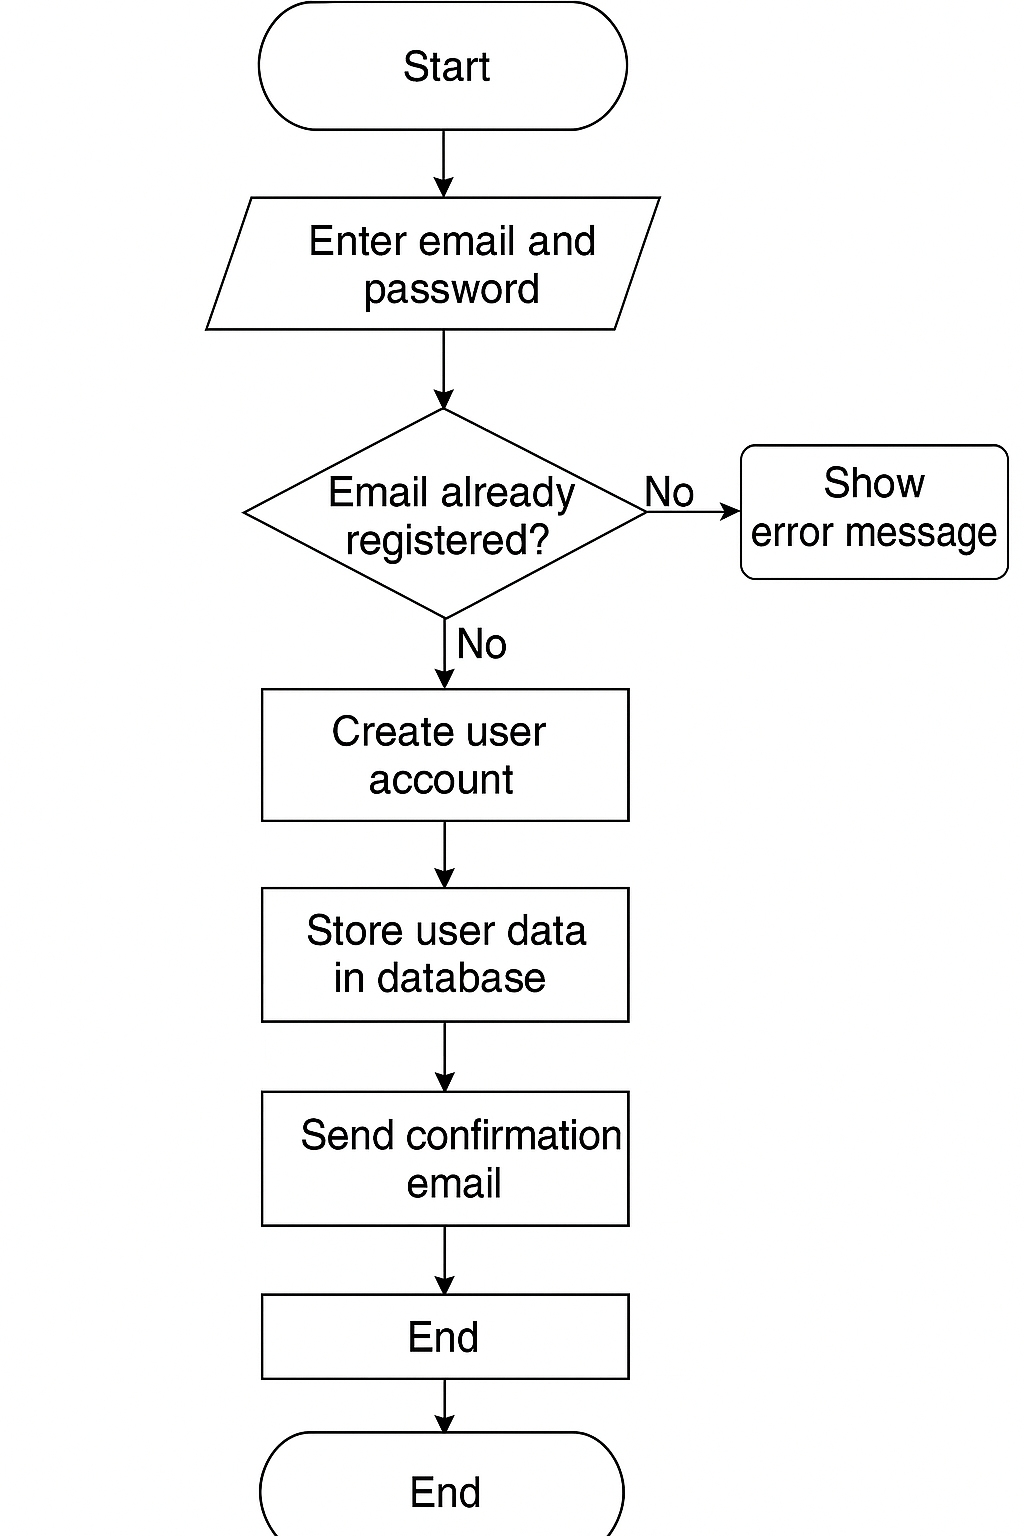 Start
Enter email and
password
Email already
registered?
No
Show
error message
No
Create user
account
Store user data
in database
Send confirmation
email
End
End